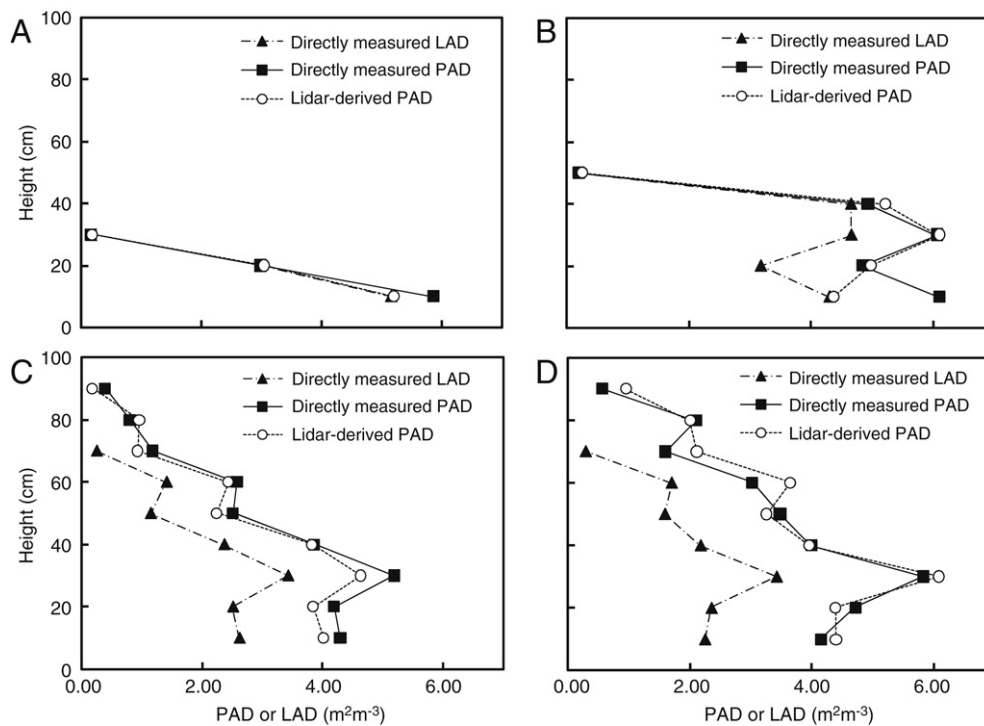 A
100
80
60
40
20
0
Height (cm)
Directly measured LAD
Directly measured PAD
Lidar-derived PAD
B
Directly measured LAD
Directly measured PAD
Lidar-derived PAD
C
100
80
60
40
20
0
Height (cm)
Directly measured LAD
Directly measured PAD
Lidar-derived PAD
0.00 2.00 4.00 6.00
PAD or LAD (m²m⁻³)
D
Directly measured LAD
Directly measured PAD
Lidar-derived PAD
0.00 2.00 4.00 6.00
PAD or LAD (m²m⁻³)